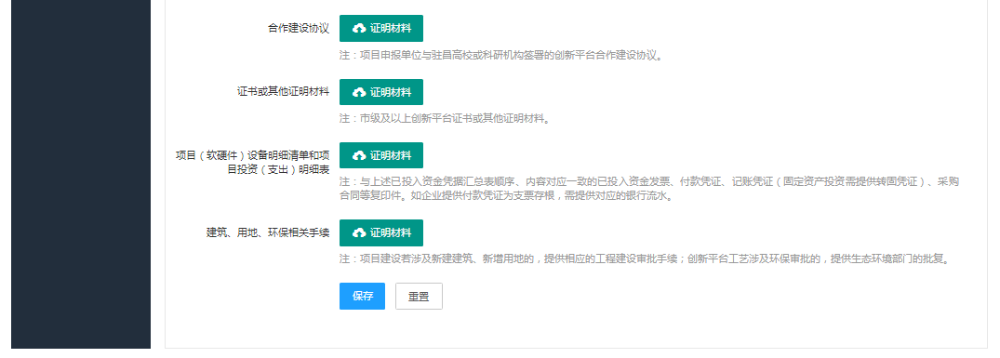 合作建设协议 证明材料
注：项目申报单位与驻昌高校或科研机构签署的创新平台合作建设协议。
证书或其他证明材料 证明材料
注：市级及以上创新平台证书或其他证明材料。
项目（软硬件）设备明细清单和项 证明材料
目投资（支出）明细表
注：与上述已投入资金凭据汇总表顺序、内容对应一致的已投入资金发票、付款凭证、记账凭证（固定资产投资需提供转固凭证）、采购
合同等复印件。如企业提供付款凭证为支票存根，需提供对应的银行流水。
建筑、用地、环保相关手续 证明材料
注：项目建设若涉及新建建筑、新增用地的，提供相应的工程建设审批手续；创新平台工艺涉及环保审批的，提供生态环境部门的批复。
保存 重置